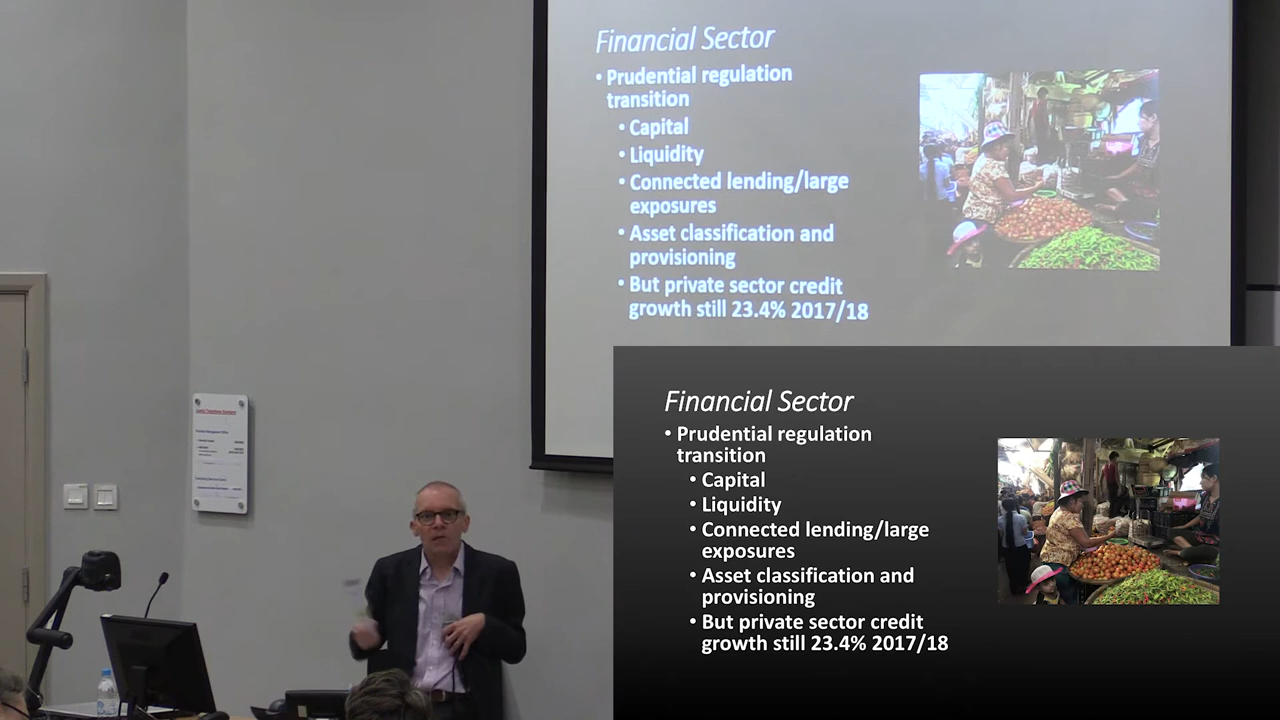 Financial Sector
• Prudential regulation
transition
• Capital
• Liquidity
• Connected lending/large
exposures
• Asset classification and
provisioning
• But private sector credit
growth still 23.4% 2017/18
Financial Sector
• Prudential regulation
transition
• Capital
• Liquidity
• Connected lending/large
exposures
• Asset classification and
provisioning
• But private sector credit
growth still 23.4% 2017/18